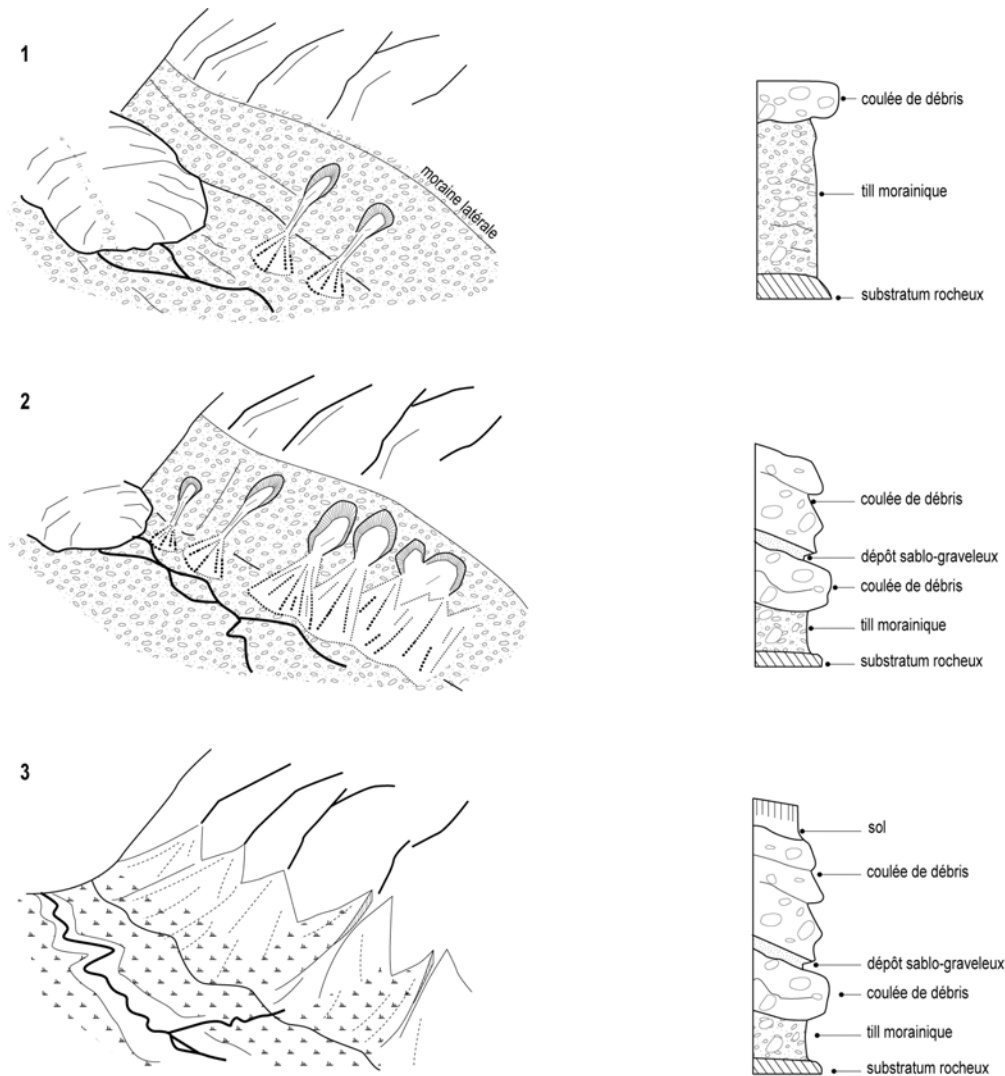 1
moraine latérale
coulée de débris
till morainique
substratum rocheux
2
coulée de débris
dépôt sablo-graveleux
coulée de débris
till morainique
substratum rocheux
3
sol
coulée de débris
dépôt sablo-graveleux
coulée de débris
till morainique
substratum rocheux